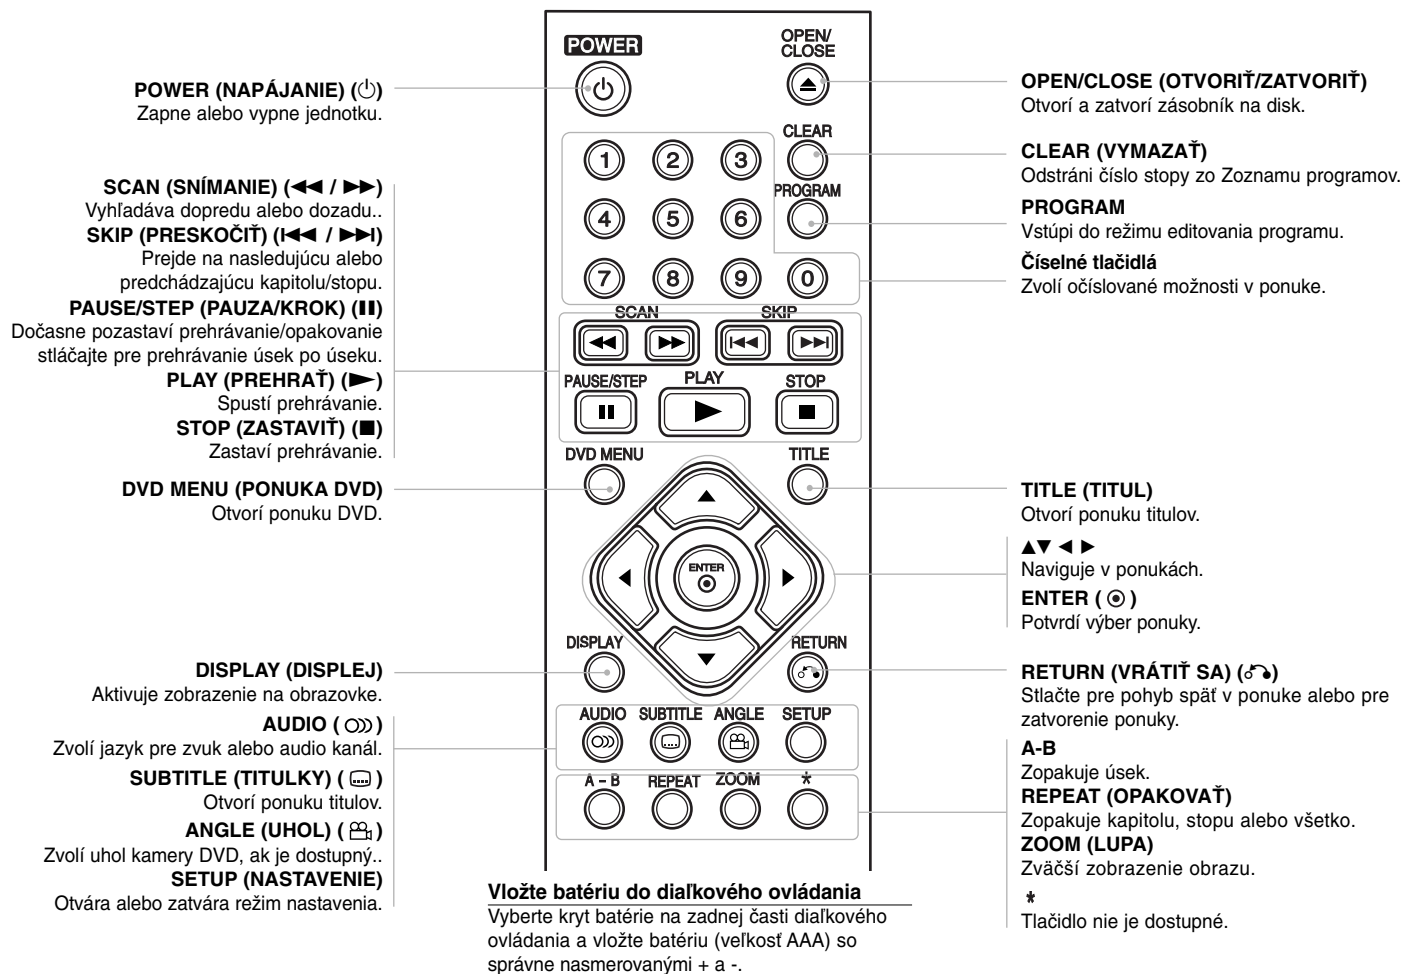 POWER (NAPÁJANIE) (⏻)
Zapne alebo vypne jednotku.
SCAN (SNÍMANIE) (◄◄ / ►►)
Vyhľadáva dopredu alebo dozadu..
SKIP (PRESKOČIŤ) (I◄◄ / ►►I)
Prejde na nasledujúcu alebo
predchádzajúcu kapitolu/stopu.
PAUSE/STEP (PAUZA/KROK) (II)
Dočasne pozastaví prehrávanie/opakovanie
stláčajte pre prehrávanie úsek po úseku.
PLAY (PREHRAŤ) (►)
Spustí prehrávanie.
STOP (ZASTAVIŤ) (■)
Zastaví prehrávanie.
DVD MENU (PONUKA DVD)
Otvorí ponuku DVD.
DISPLAY (DISPLEJ)
Aktivuje zobrazenie na obrazovke.
AUDIO ( )
Zvolí jazyk pre zvuk alebo audio kanál.
SUBTITLE (TITULKY) ( )
Otvorí ponuku titulov.
ANGLE (UHOL) ( )
Zvolí uhol kamery DVD, ak je dostupný..
SETUP (NASTAVENIE)
Otvára alebo zatvára režim nastavenia.
POWER
OPEN/
CLOSE
CLEAR
1 2 3
PROGRAM
4 5 6
7 8 9 0
SCAN SKIP
PAUSE/STEP PLAY STOP
DVD MENU TITLE
ENTER
DISPLAY RETURN
AUDIO SUBTITLE ANGLE SETUP
A – B REPEAT ZOOM *
Vložte batériu do diaľkového ovládania
Vyberte kryt batérie na zadnej časti diaľkového
ovládania a vložte batériu (veľkosť AAA) so
správne nasmerovanými + a -.
OPEN/CLOSE (OTVORIŤ/ZATVORIŤ)
Otvorí a zatvorí zásobník na disk.
CLEAR (VYMAZAŤ)
Odstráni číslo stopy zo Zoznamu programov.
PROGRAM
Vstúpi do režimu editovania programu.
Číselné tlačidlá
Zvolí očíslované možnosti v ponuke.
TITLE (TITUL)
Otvorí ponuku titulov.
▲▼ ◄ ►
Naviguje v ponukách.
ENTER ( ◉ )
Potvrdí výber ponuky.
RETURN (VRÁTIŤ SA) ( )
Stlačte pre pohyb späť v ponuke alebo pre
zatvorenie ponuky.
A-B
Zopakuje úsek.
REPEAT (OPAKOVAŤ)
Zopakuje kapitolu, stopu alebo všetko.
ZOOM (LUPA)
Zväčší zobrazenie obrazu.
*
Tlačidlo nie je dostupné.